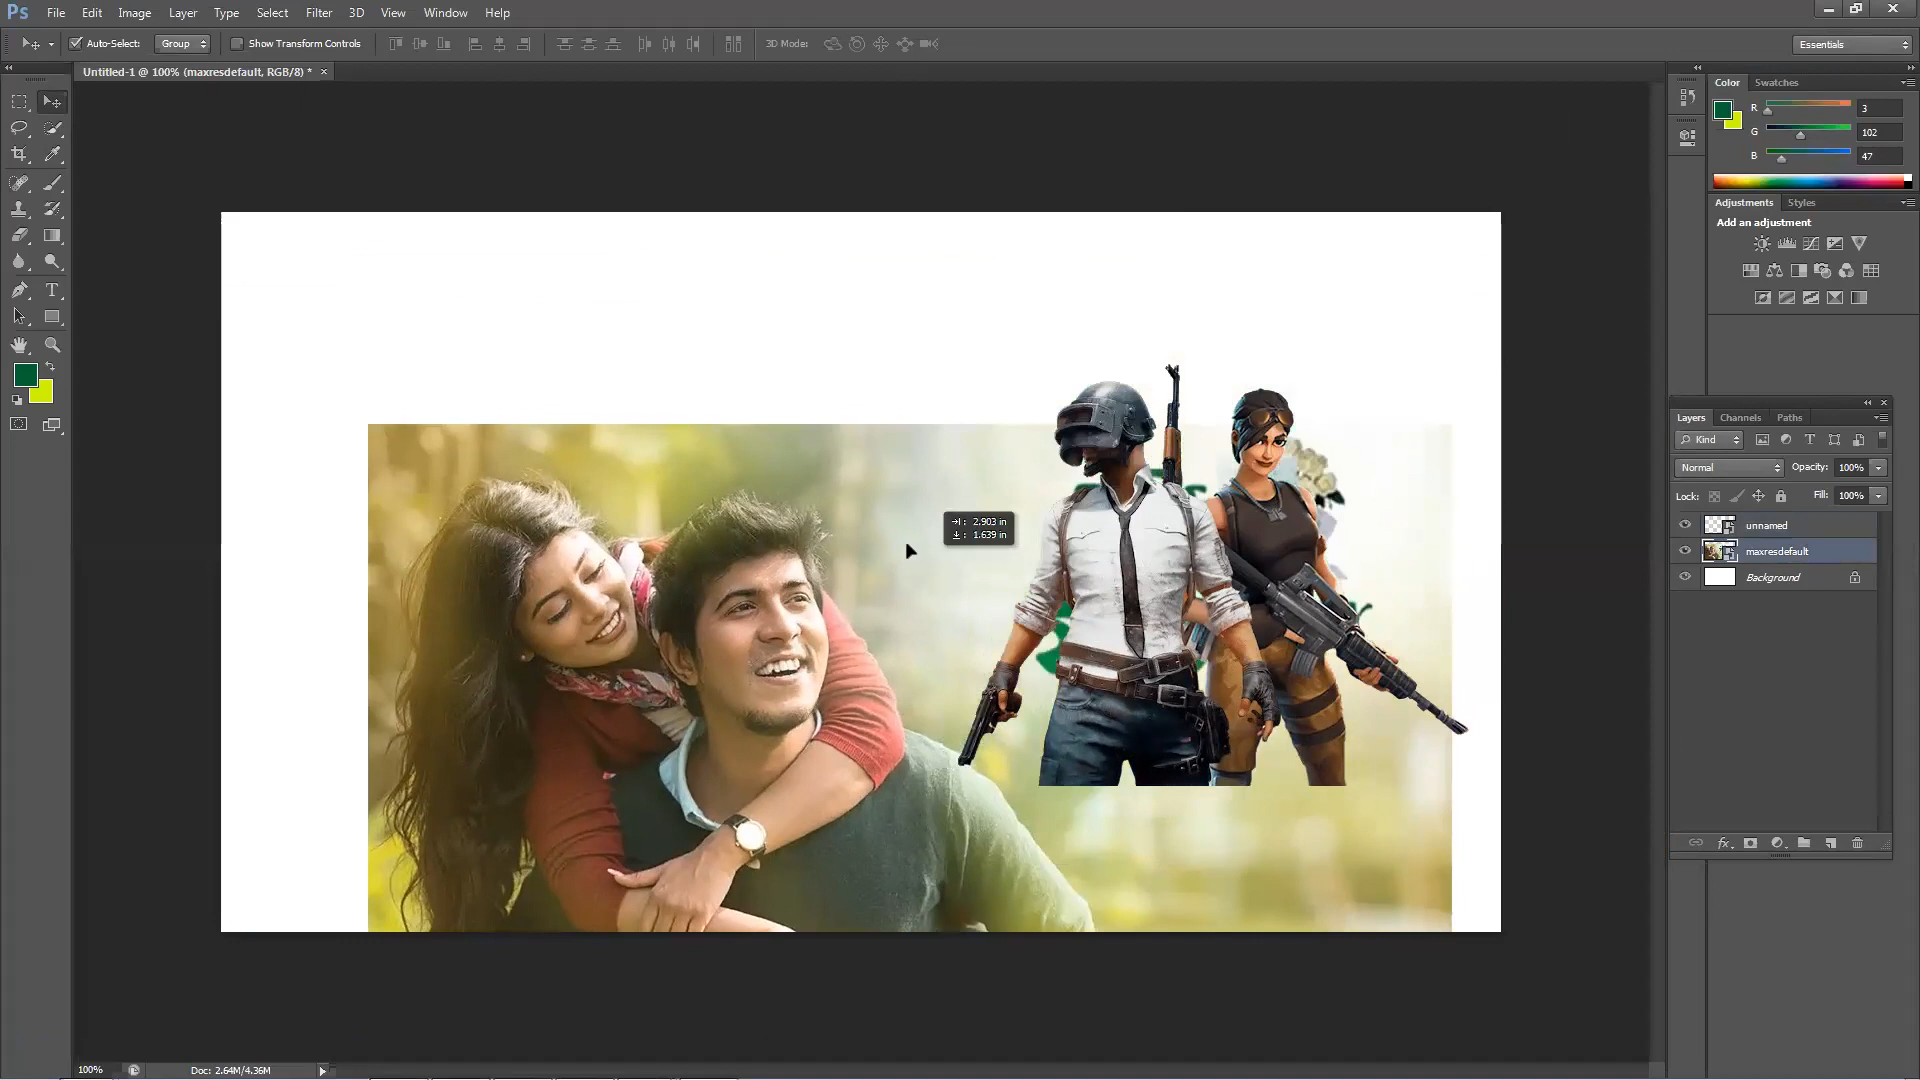 Ps File Edit Image Layer Type Select Filter 3D View Window Help
Auto-Select: Group Show Transform Controls 3D Mode: Essentials
Untitled-1 @ 100% (maxresdefault, RGB/8) * ×
Color Swatches
R 3
G 102
B 47
Adjustments Styles
Add an adjustment
Layers Channels Paths
Kind
Normal Opacity: 100%
Lock: Fill: 100%
unnamed
maxresdefault
Background
2.903 in
1.639 in
100% Doc: 2.64M/4.36M